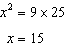 x² = 9 × 25
x = 15